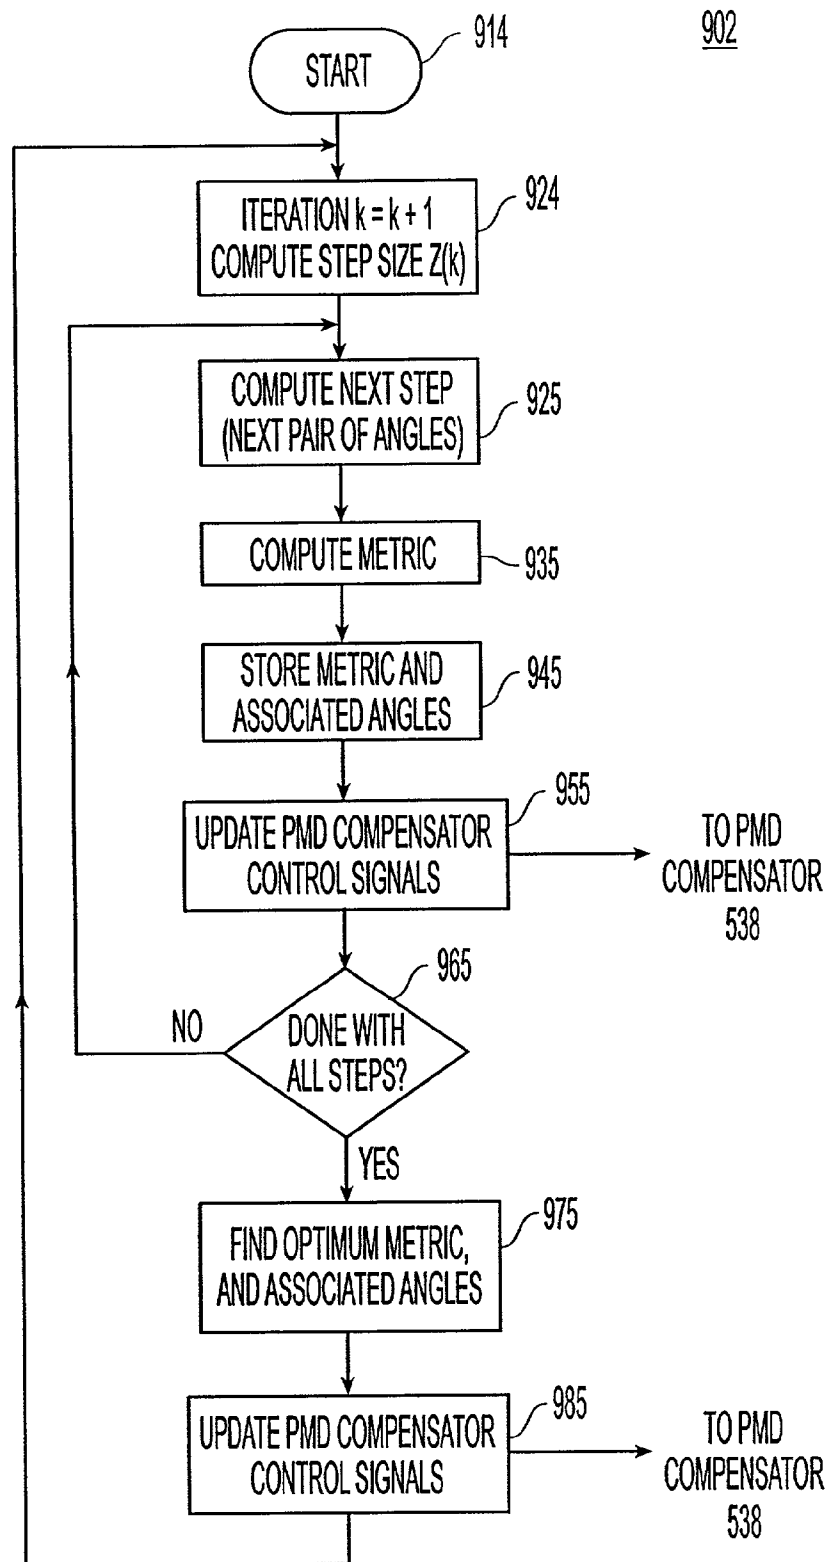 902
914
START
924
ITERATION k = k + 1
COMPUTE STEP SIZE Z(k)
925
COMPUTE NEXT STEP
(NEXT PAIR OF ANGLES)
COMPUTE METRIC
935
945
STORE METRIC AND
ASSOCIATED ANGLES
955
UPDATE PMD COMPENSATOR
CONTROL SIGNALS
TO PMD
COMPENSATOR
538
965
NO
DONE WITH
ALL STEPS?
YES
975
FIND OPTIMUM METRIC,
AND ASSOCIATED ANGLES
985
UPDATE PMD COMPENSATOR
CONTROL SIGNALS
TO PMD
COMPENSATOR
538